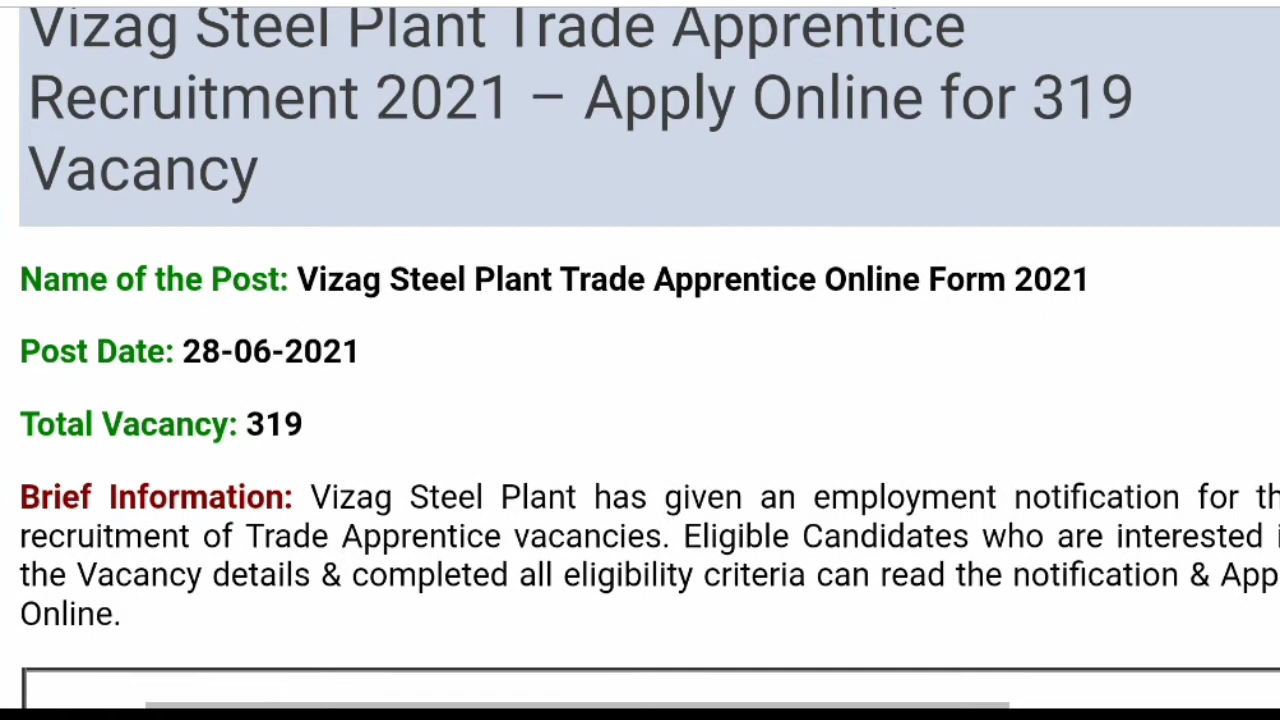 Vizag Steel Plant Trade Apprentice
Recruitment 2021 – Apply Online for 319
Vacancy
Name of the Post: Vizag Steel Plant Trade Apprentice Online Form 2021
Post Date: 28-06-2021
Total Vacancy: 319
Brief Information: Vizag Steel Plant has given an employment notification for th
recruitment of Trade Apprentice vacancies. Eligible Candidates who are interested i
the Vacancy details & completed all eligibility criteria can read the notification & App
Online.